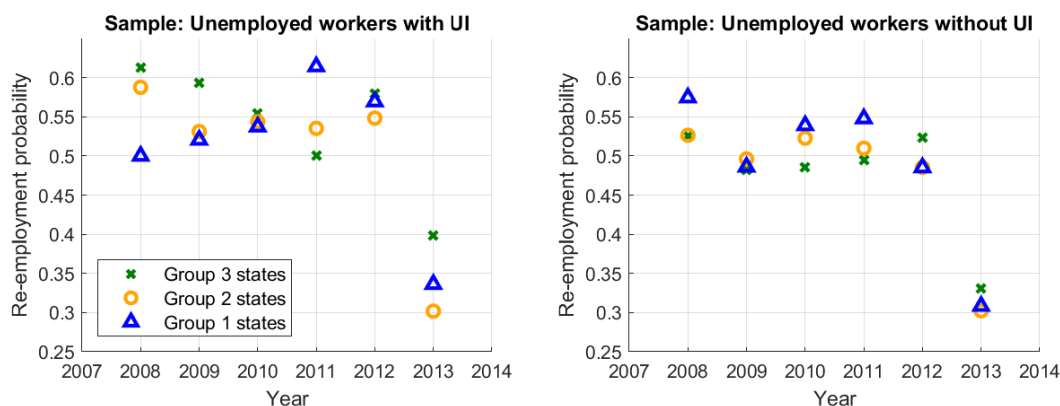 Sample: Unemployed workers with UI
Re-employment probability
0.6
0.55
0.5
0.45
0.4
0.35
0.3
0.25
Group 3 states
Group 2 states
Group 1 states
2007 2008 2009 2010 2011 2012 2013 2014
Year
Sample: Unemployed workers without UI
Re-employment probability
0.6
0.55
0.5
0.45
0.4
0.35
0.3
0.25
2007 2008 2009 2010 2011 2012 2013 2014
Year